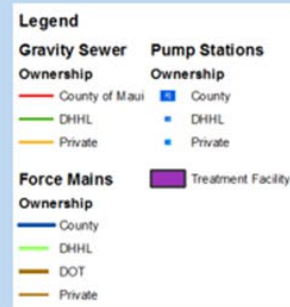 Legend
Gravity Sewer
Ownership
County of Maui
DHHL
Private
Pump Stations
Ownership
County
DHHL
Private
Force Mains
Ownership
County
DHHL
DOT
Private
Treatment Facility